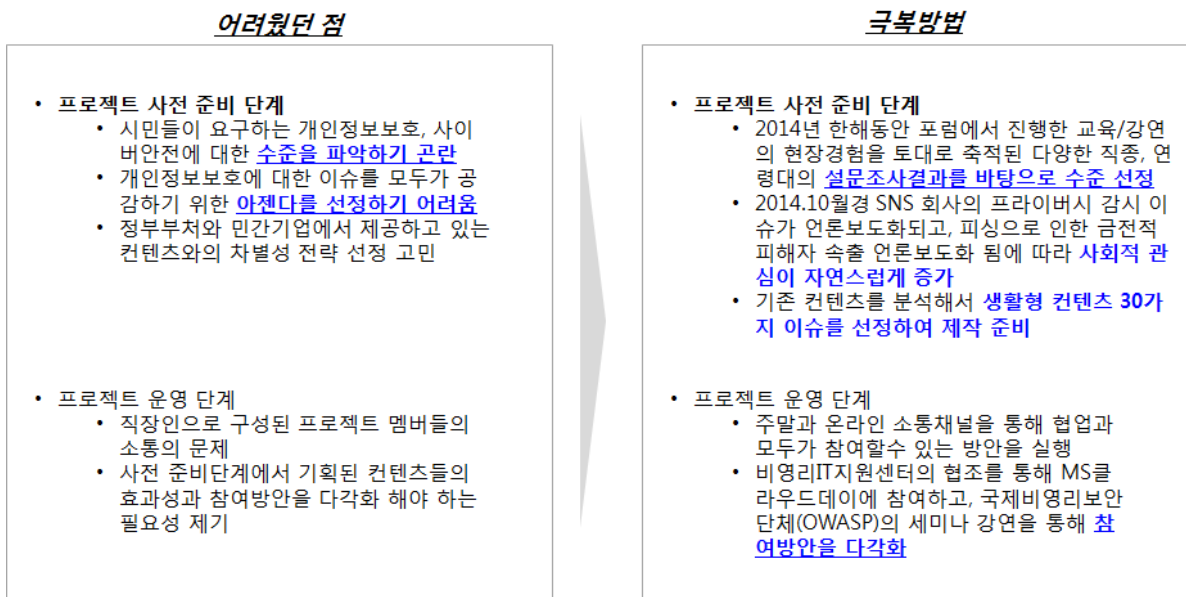 어려웠던 점
• 프로젝트 사전 준비 단계
• 시민들이 요구하는 개인정보보호, 사이
버안전에 대한 수준을 파악하기 곤란
• 개인정보보호에 대한 이슈를 모두가 공
감하기 위한 아젠다를 선정하기 어려움
• 정부부처와 민간기업에서 제공하고 있는
컨텐츠와의 차별성 전략 선정 고민
• 프로젝트 운영 단계
• 직장인으로 구성된 프로젝트 멤버들의
소통의 문제
• 사전 준비단계에서 기획된 컨텐츠들의
효과성과 참여방안을 다각화 해야 하는
필요성 제기
극복방법
• 프로젝트 사전 준비 단계
• 2014년 한해동안 포럼에서 진행한 교육/강연
의 현장경험을 토대로 축적된 다양한 직종, 연
령대의 설문조사결과를 바탕으로 수준 선정
• 2014.10월경 SNS 회사의 프라이버시 감시 이
슈가 언론보도화되고, 피싱으로 인한 금전적
피해자 속출 언론보도화 됨에 따라 사회적 관
심이 자연스럽게 증가
• 기존 컨텐츠를 분석해서 생활형 컨텐츠 30가
지 이슈를 선정하여 제작 준비
• 프로젝트 운영 단계
• 주말과 온라인 소통채널을 통해 협업과
모두가 참여할수 있는 방안을 실행
• 비영리IT지원센터의 협조를 통해 MS클
라우드데이에 참여하고, 국제비영리보안
단체(OWASP)의 세미나 강연을 통해 참
여방안을 다각화